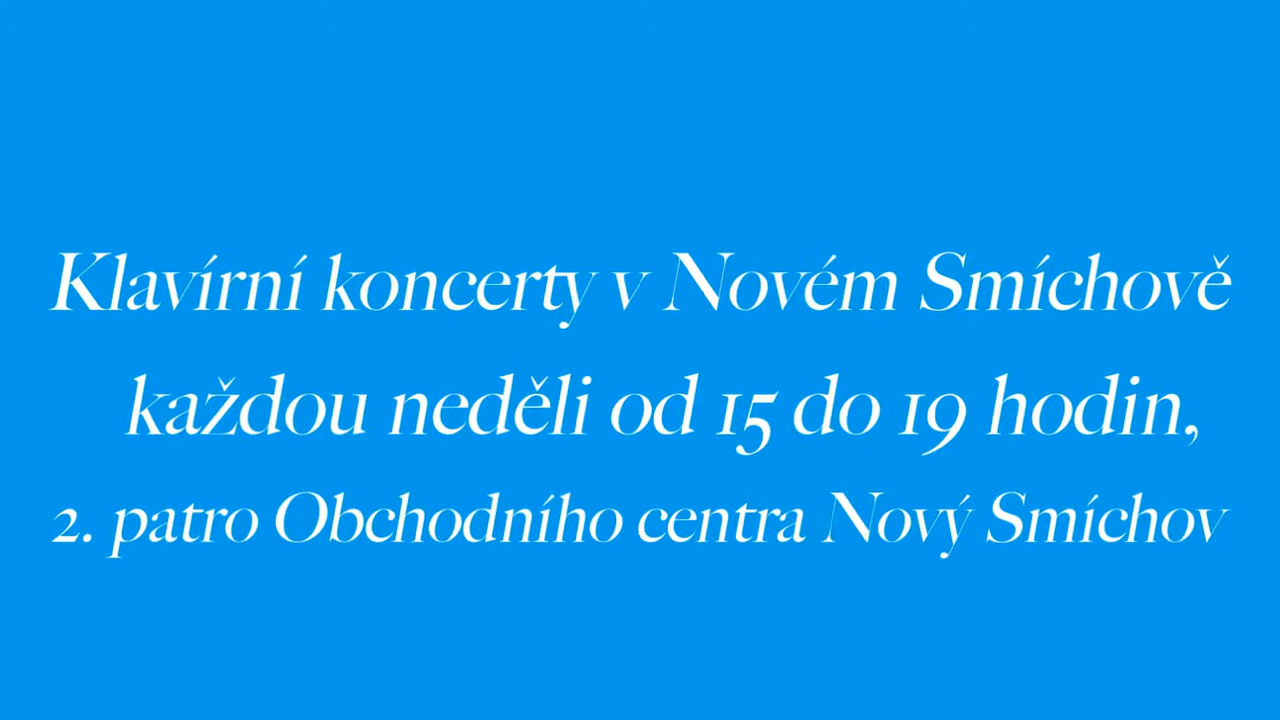 Klavírní koncerty v Novém Smíchově
každou neděli od 15 do 19 hodin,
2. patro Obchodního centra Nový Smíchov